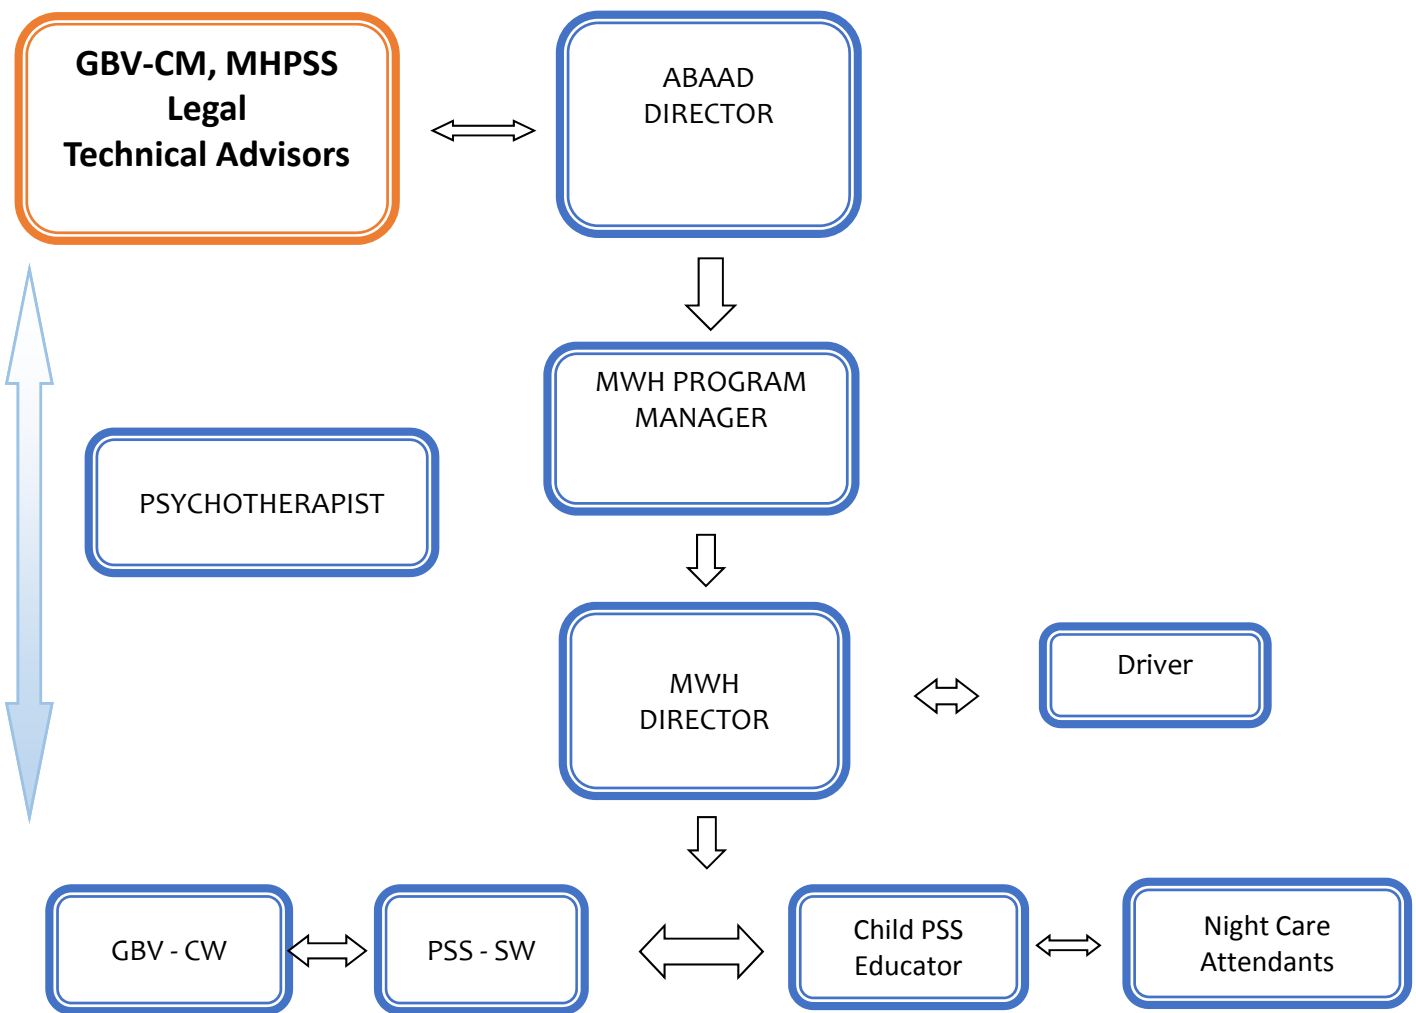 GBV-CM, MHPSS
Legal
Technical Advisors
ABAAD
DIRECTOR
MWH PROGRAM
MANAGER
PSYCHOTHERAPIST
MWH
DIRECTOR
Driver
GBV - CW
PSS - SW
Child PSS
Educator
Night Care
Attendants